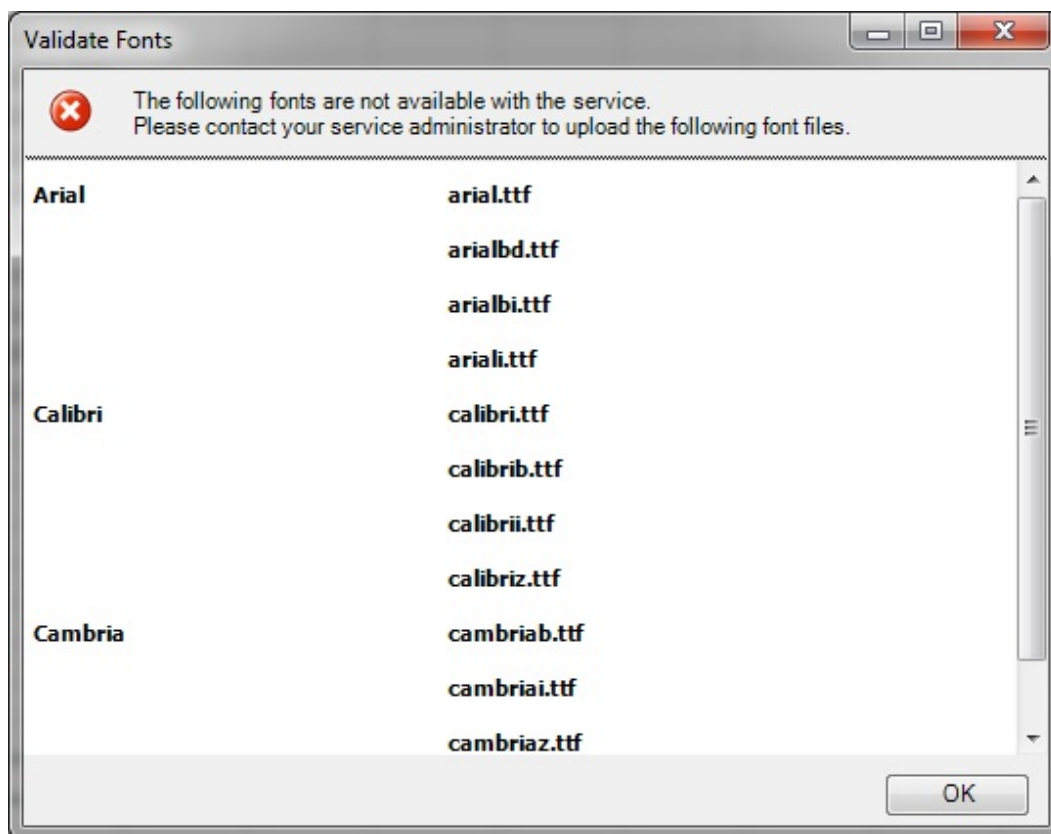 Validate Fonts
The following fonts are not available with the service.
Please contact your service administrator to upload the following font files.
Arial arial.ttf
arialbd.ttf
arialbi.ttf
ariali.ttf
Calibri calibri.ttf
calibrib.ttf
calibrii.ttf
calibriz.ttf
Cambria cambriab.ttf
cambriai.ttf
cambriaz.ttf
OK